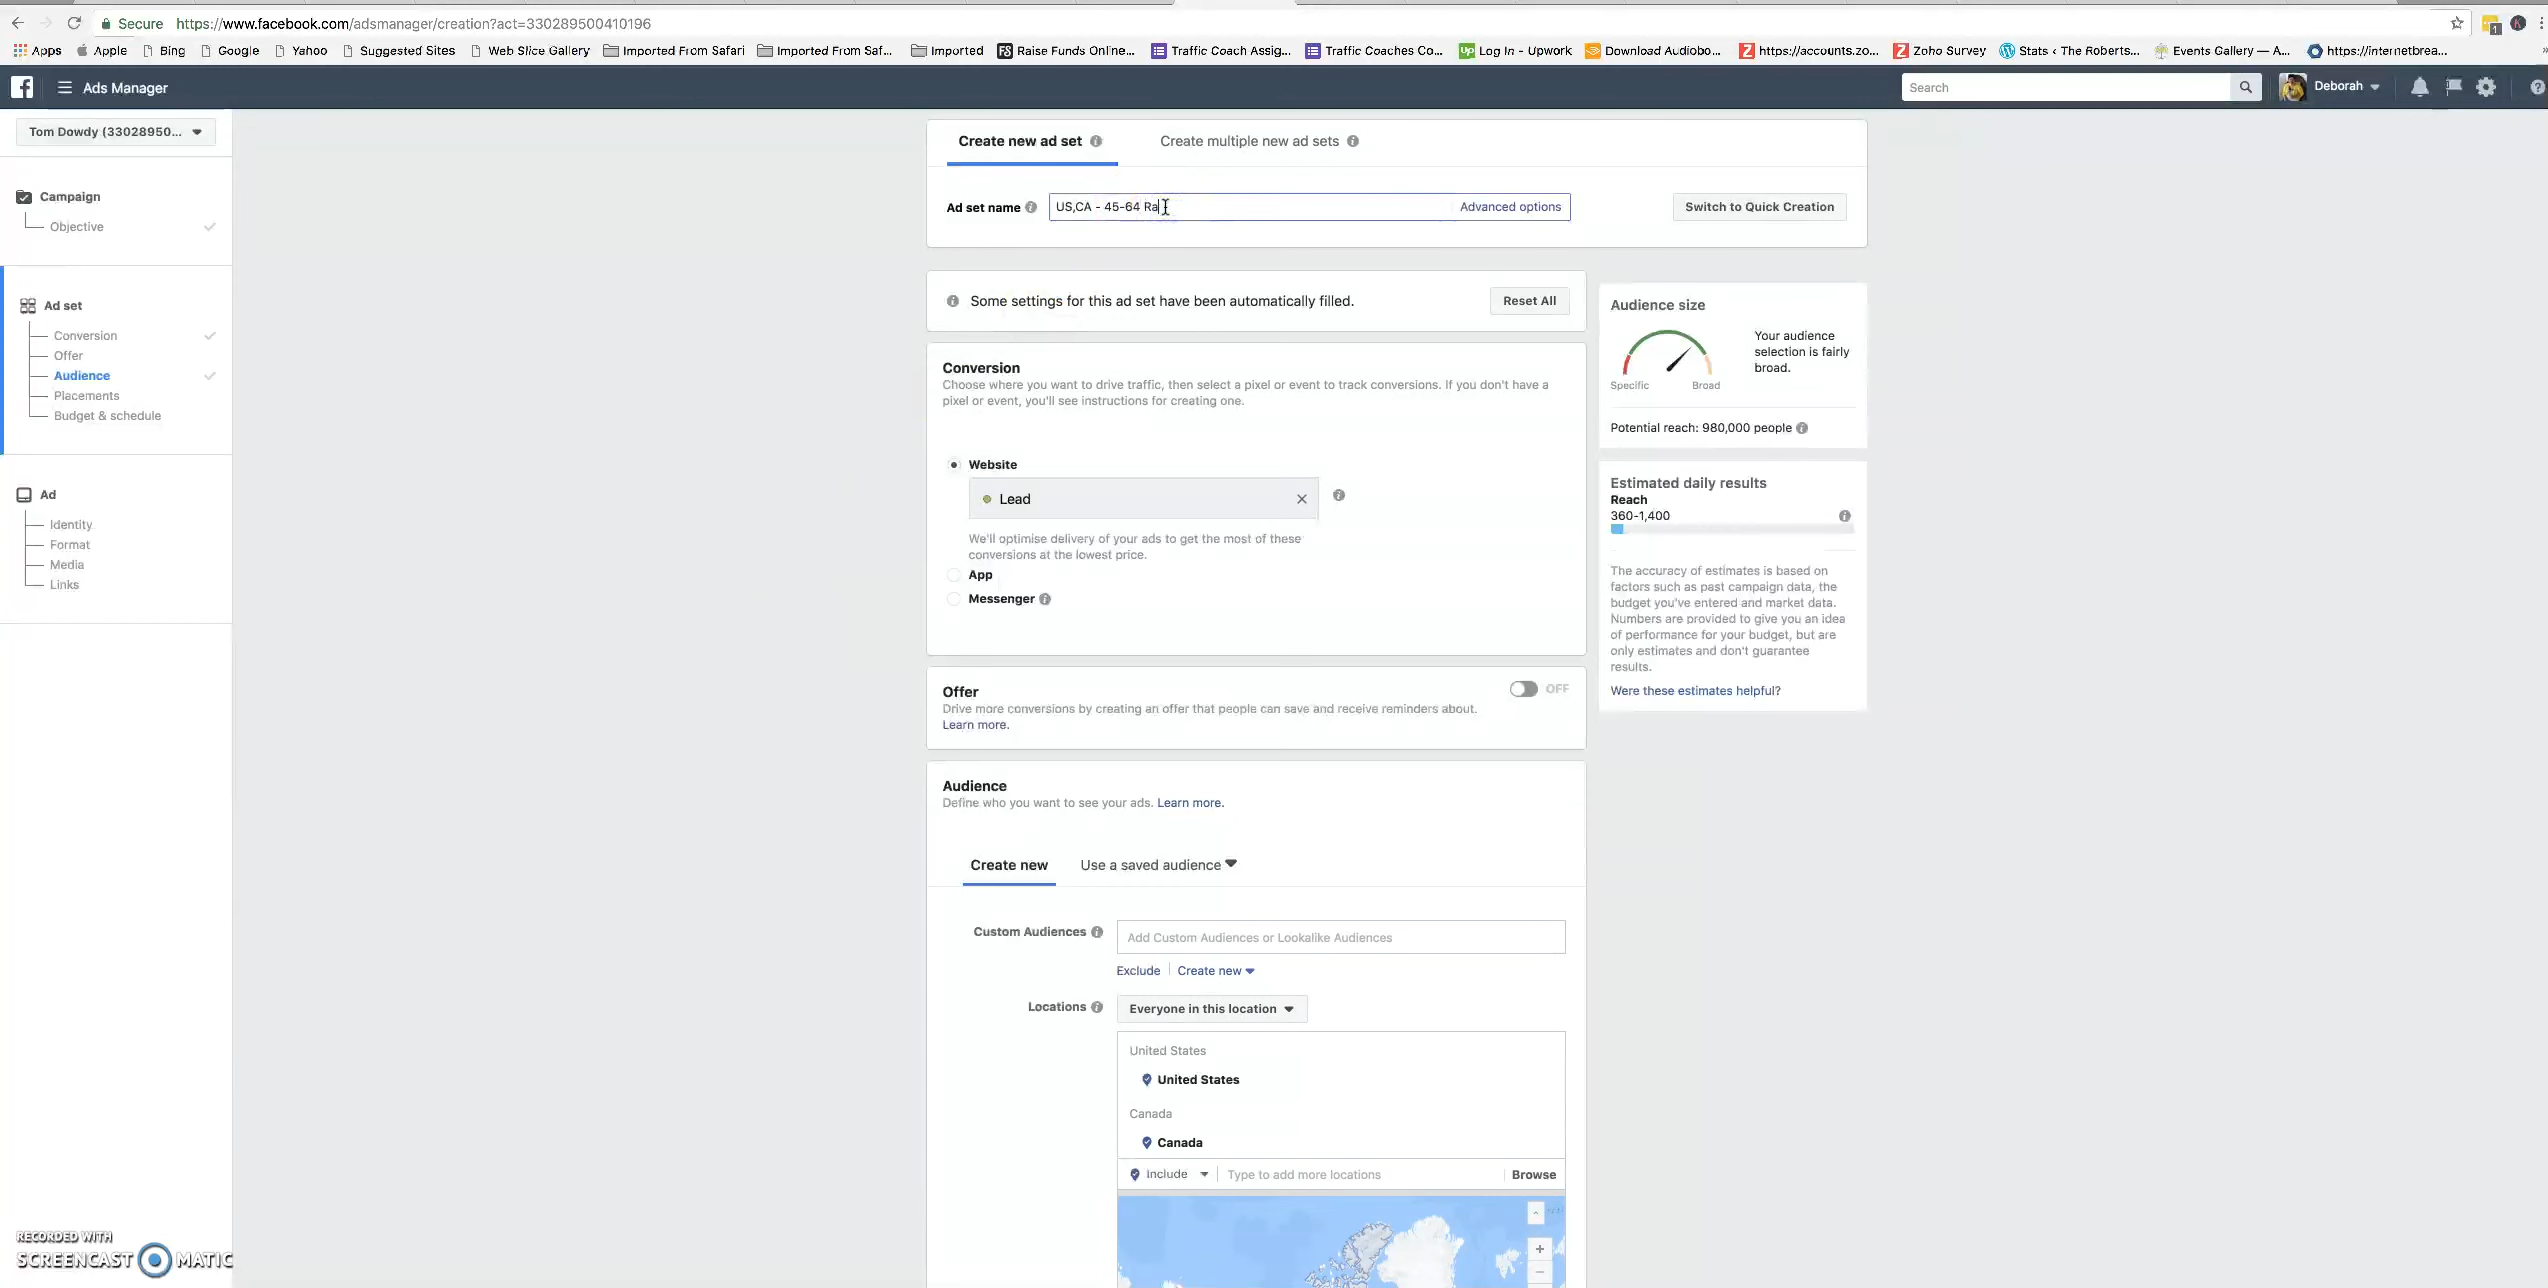 Secure https://www.facebook.com/adsmanager/creation?act=330289500410196
Apps Apple Bing Google Yahoo Suggested Sites Web Slice Gallery Imported From Safari Imported From Saf... Imported Raise Funds Online... Traffic Coach Assig... Traffic Coaches Co... Log In - Upwork Download Audiobo... https://accounts.zo... Zoho Survey Stats ‹ The Roberts... Events Gallery — A... https://internetbrea...
Ads Manager
Search
Deborah
Tom Dowdy (33028950...
Campaign
Objective
Ad set
Conversion
Offer
Audience
Placements
Budget & schedule
Ad
Identity
Format
Media
Links
Create new ad set Create multiple new ad sets
Ad set name US,CA - 45-64 Ra Advanced options Switch to Quick Creation
Some settings for this ad set have been automatically filled. Reset All
Conversion
Choose where you want to drive traffic, then select a pixel or event to track conversions. If you don't have a
pixel or event, you'll see instructions for creating one.
Website
Lead
We'll optimise delivery of your ads to get the most of these
conversions at the lowest price.
App
Messenger
Offer OFF
Drive more conversions by creating an offer that people can save and receive reminders about.
Learn more.
Audience
Define who you want to see your ads. Learn more.
Create new Use a saved audience
Custom Audiences Add Custom Audiences or Lookalike Audiences
Exclude Create new
Locations Everyone in this location
United States
United States
Canada
Canada
Include Type to add more locations Browse
Audience size
Your audience
selection is fairly
broad.
Specific Broad
Potential reach: 980,000 people
Estimated daily results
Reach
360-1,400
The accuracy of estimates is based on
factors such as past campaign data, the
budget you've entered and market data.
Numbers are provided to give you an idea
of performance for your budget, but are
only estimates and don't guarantee
results.
Were these estimates helpful?
RECORDED WITH
SCREENCAST MATIC